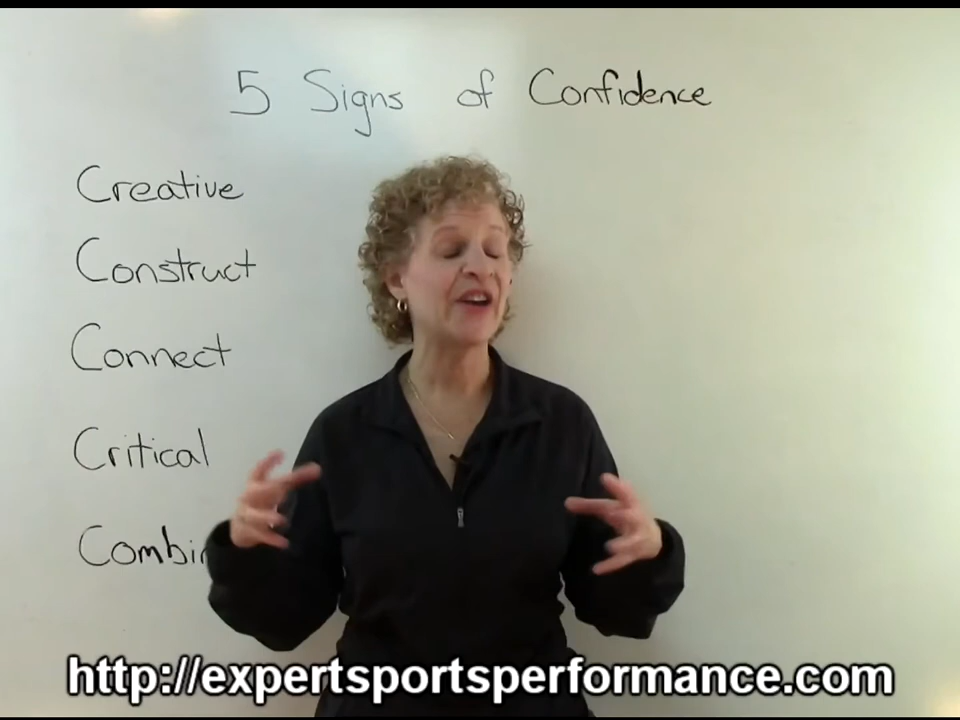 5 Signs of Confidence
Creative
Construct
Connect
Critical
http://expertsportsperformance.com